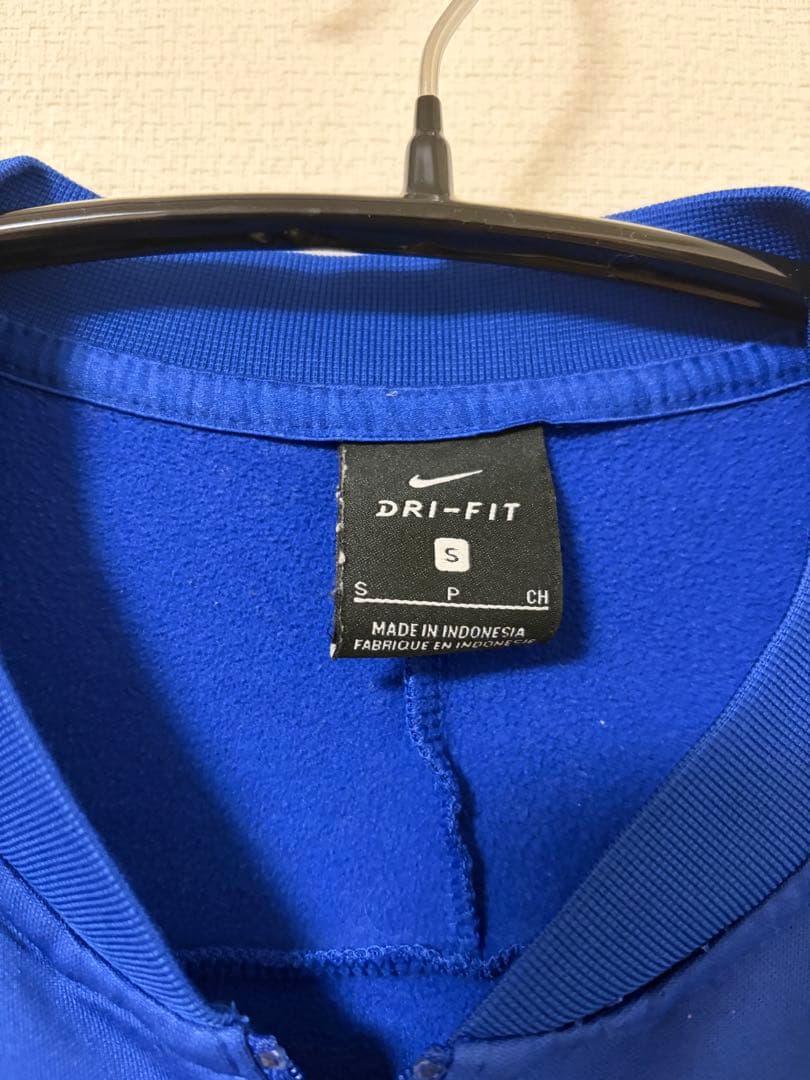 DRI-FIT
S
S P CH
MADE IN INDONESIA
FABRIQUE EN INDONESIE